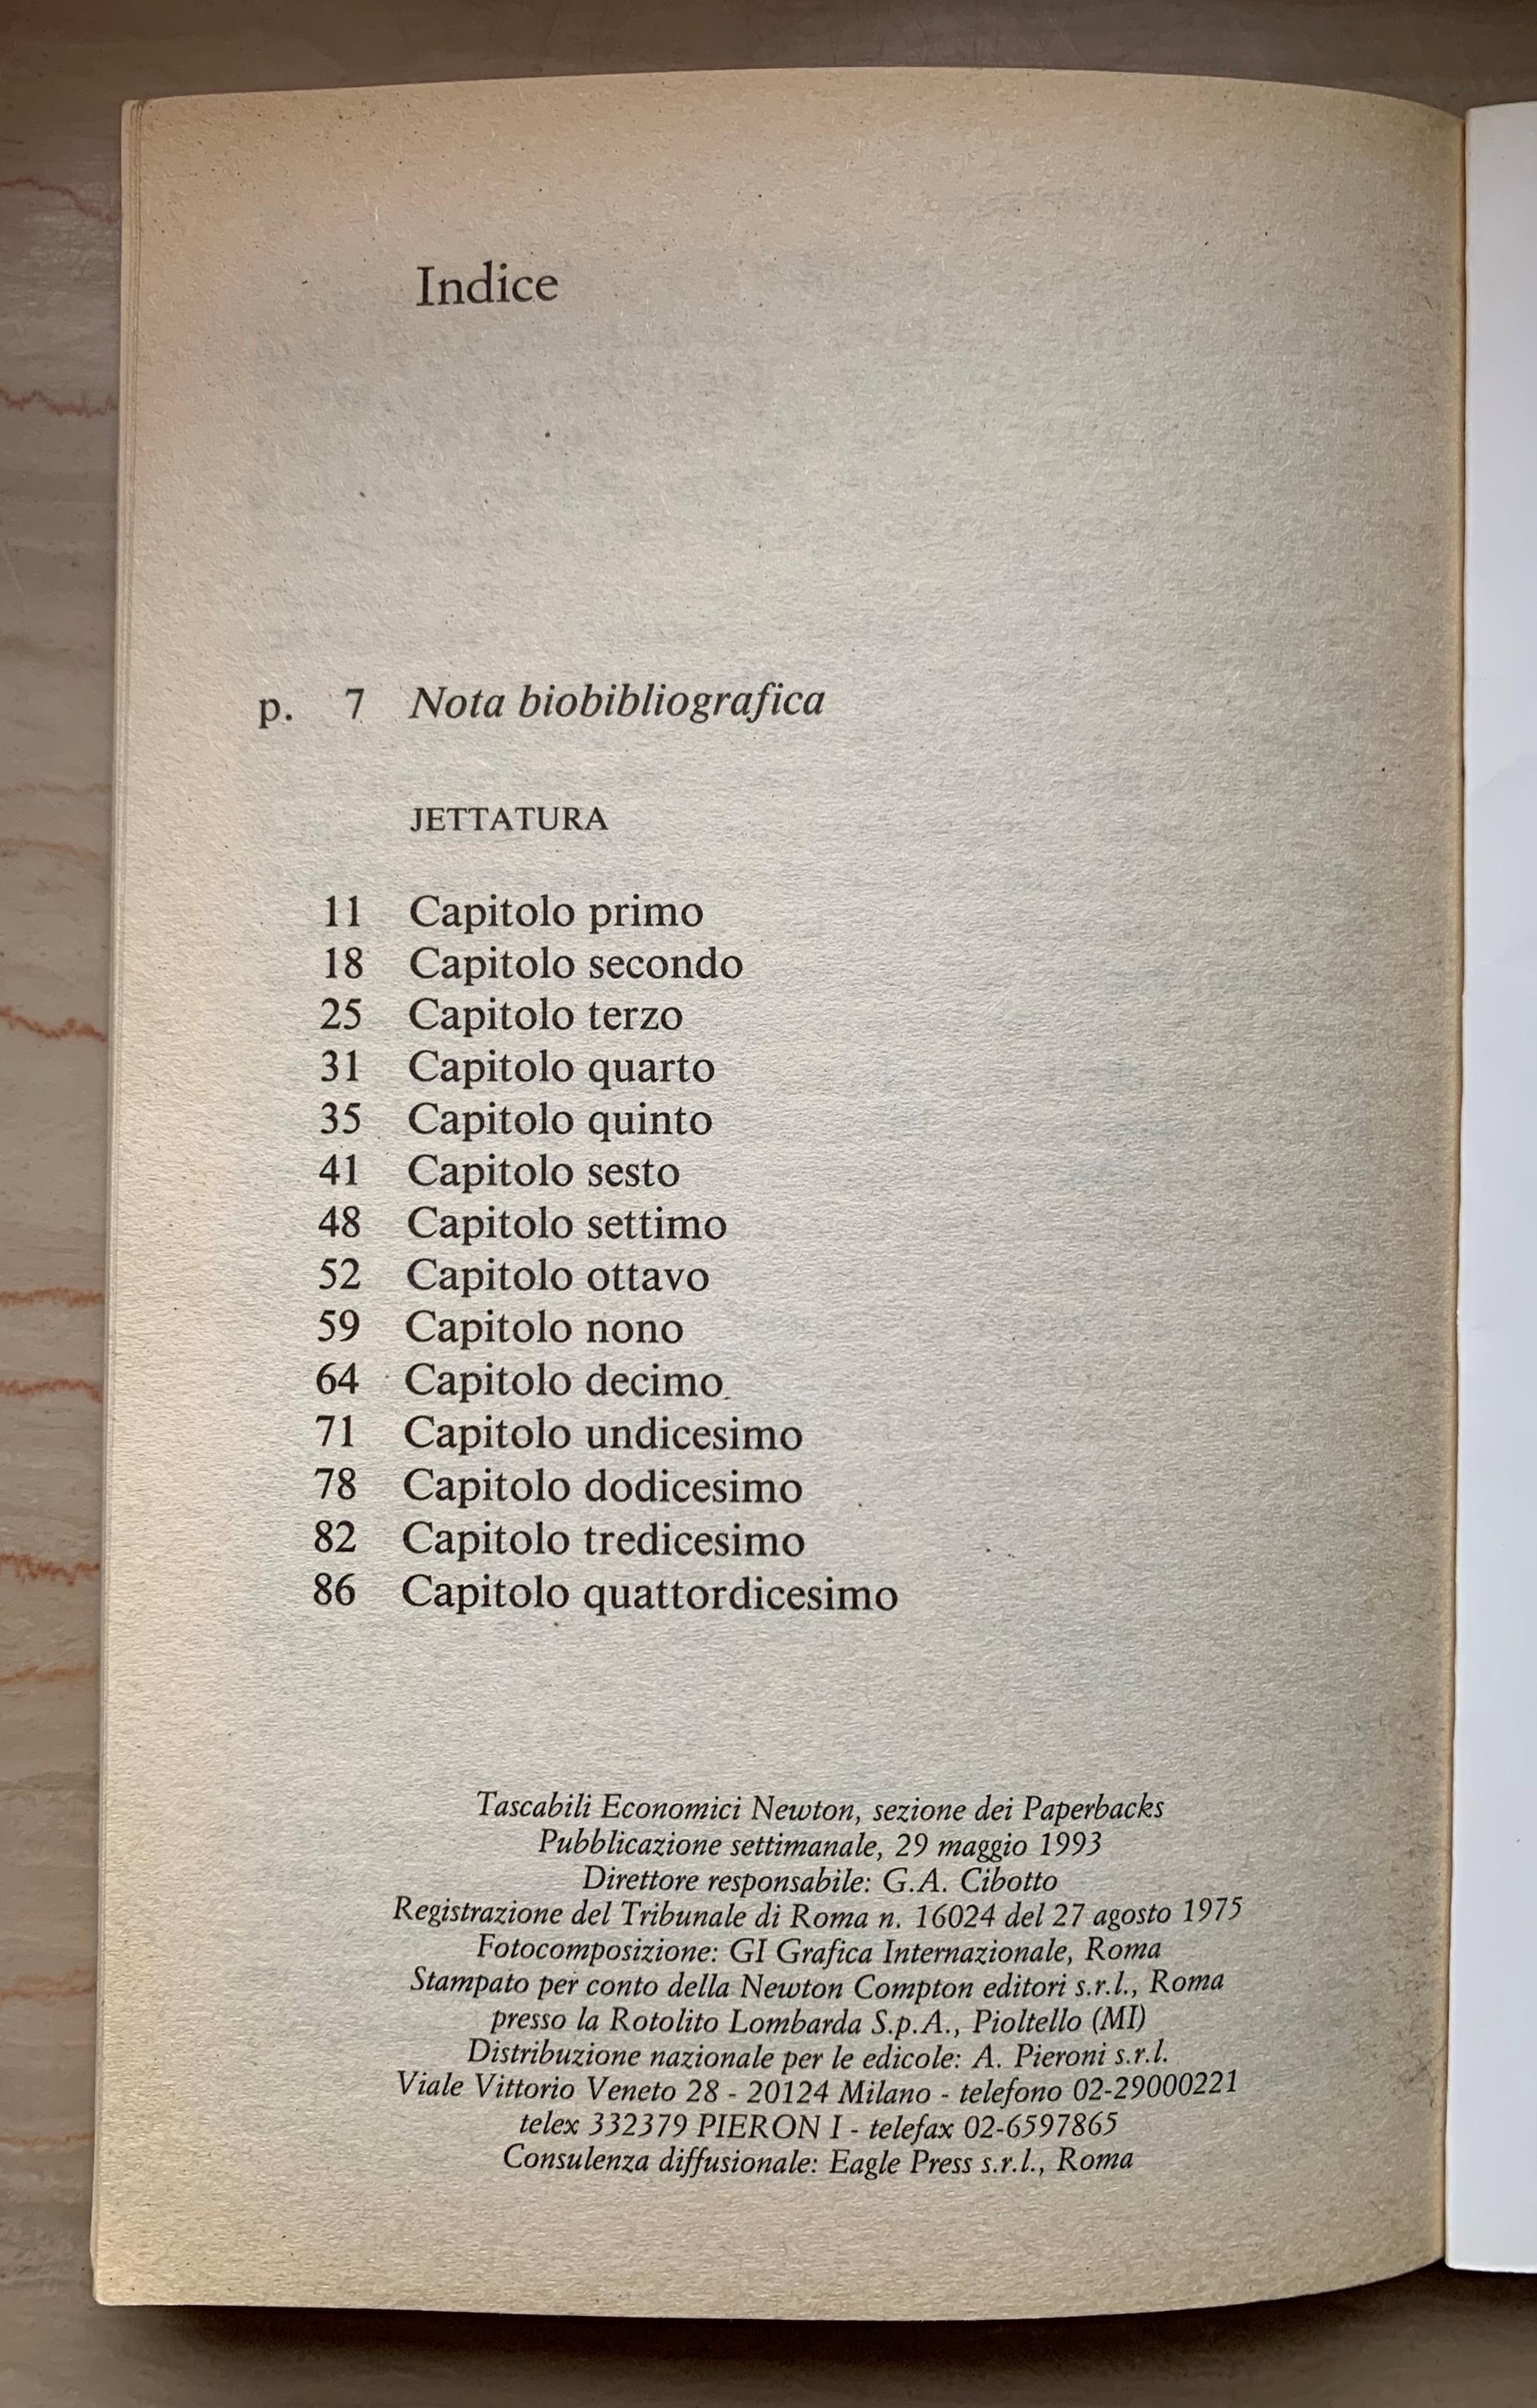 Indice
p. 7 Nota biobibliografica
JETTATURA
11 Capitolo primo
18 Capitolo secondo
25 Capitolo terzo
31 Capitolo quarto
35 Capitolo quinto
41 Capitolo sesto
48 Capitolo settimo
52 Capitolo ottavo
59 Capitolo nono
64 Capitolo decimo
71 Capitolo undicesimo
78 Capitolo dodicesimo
82 Capitolo tredicesimo
86 Capitolo quattordicesimo
Tascabili Economici Newton, sezione dei Paperbacks
Pubblicazione settimanale, 29 maggio 1993
Direttore responsabile: G.A. Cibotto
Registrazione del Tribunale di Roma n. 16024 del 27 agosto 1975
Fotocomposizione: GI Grafica Internazionale, Roma
Stampato per conto della Newton Compton editori s.r.l., Roma
presso la Rotolito Lombarda S.p.A., Pioltello (MI)
Distribuzione nazionale per le edicole: A. Pieroni s.r.l.
Viale Vittorio Veneto 28 - 20124 Milano - telefono 02-29000221
telex 332379 PIERON I - telefax 02-6597865
Consulenza diffusionale: Eagle Press s.r.l., Roma